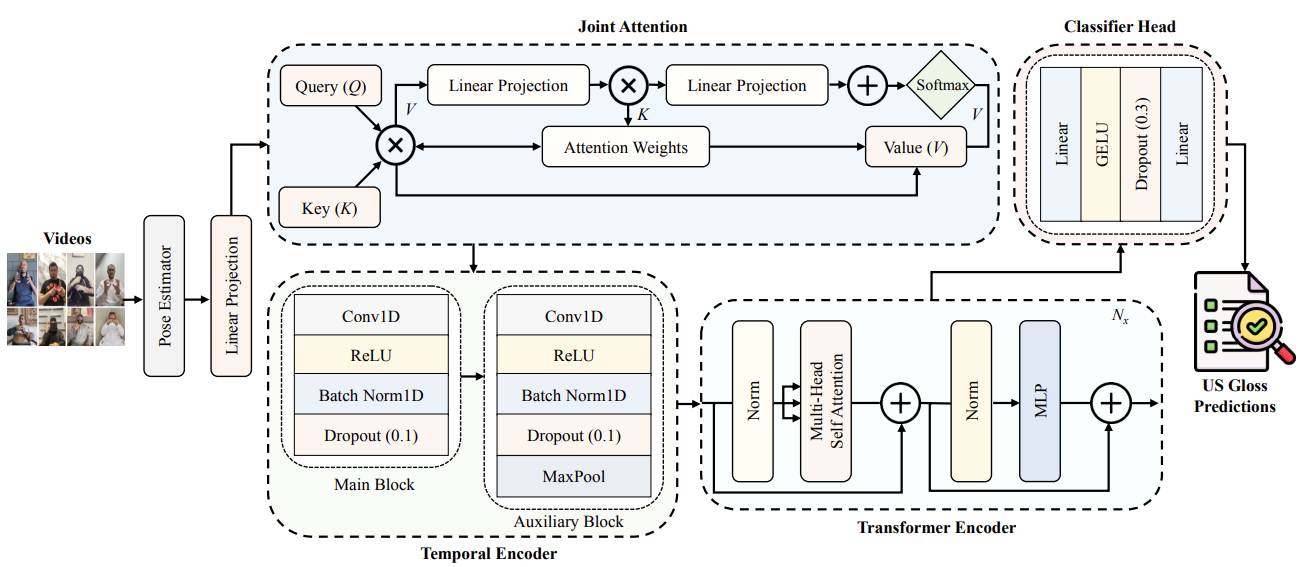 Joint Attention
Classifier Head
Query (Q)
Linear Projection
Linear Projection
Softmax
V
K
V
Attention Weights
Value (V)
Key (K)
Linear
GELU
Dropout (0.3)
Linear
Videos
Pose Estimator
Linear Projection
Conv1D
ReLU
Batch Norm1D
Dropout (0.1)
Main Block
Conv1D
ReLU
Batch Norm1D
Dropout (0.1)
MaxPool
Auxiliary Block
Temporal Encoder
Nx
Norm
Multi-Head
Self Attention
Norm
MLP
Transformer Encoder
US Gloss
Predictions